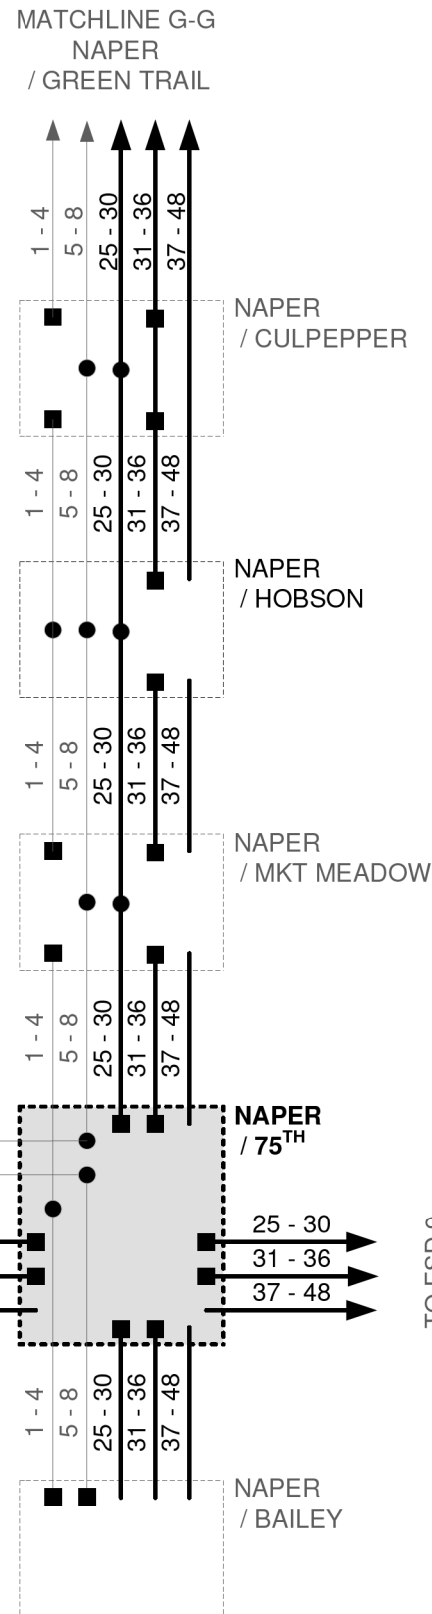 MATCHLINE G-G
NAPER
/ GREEN TRAIL
1 - 4
5 - 8
25 - 30
31 - 36
37 - 48
NAPER
/ CULPEPPER
1 - 4
5 - 8
25 - 30
31 - 36
37 - 48
NAPER
/ HOBSON
1 - 4
5 - 8
25 - 30
31 - 36
37 - 48
NAPER
/ MKT MEADOW
1 - 4
5 - 8
25 - 30
31 - 36
37 - 48
NAPER
/ 75TH
25 - 30
31 - 36
37 - 48
1 - 4
5 - 8
25 - 30
31 - 36
37 - 48
NAPER
/ BAILEY